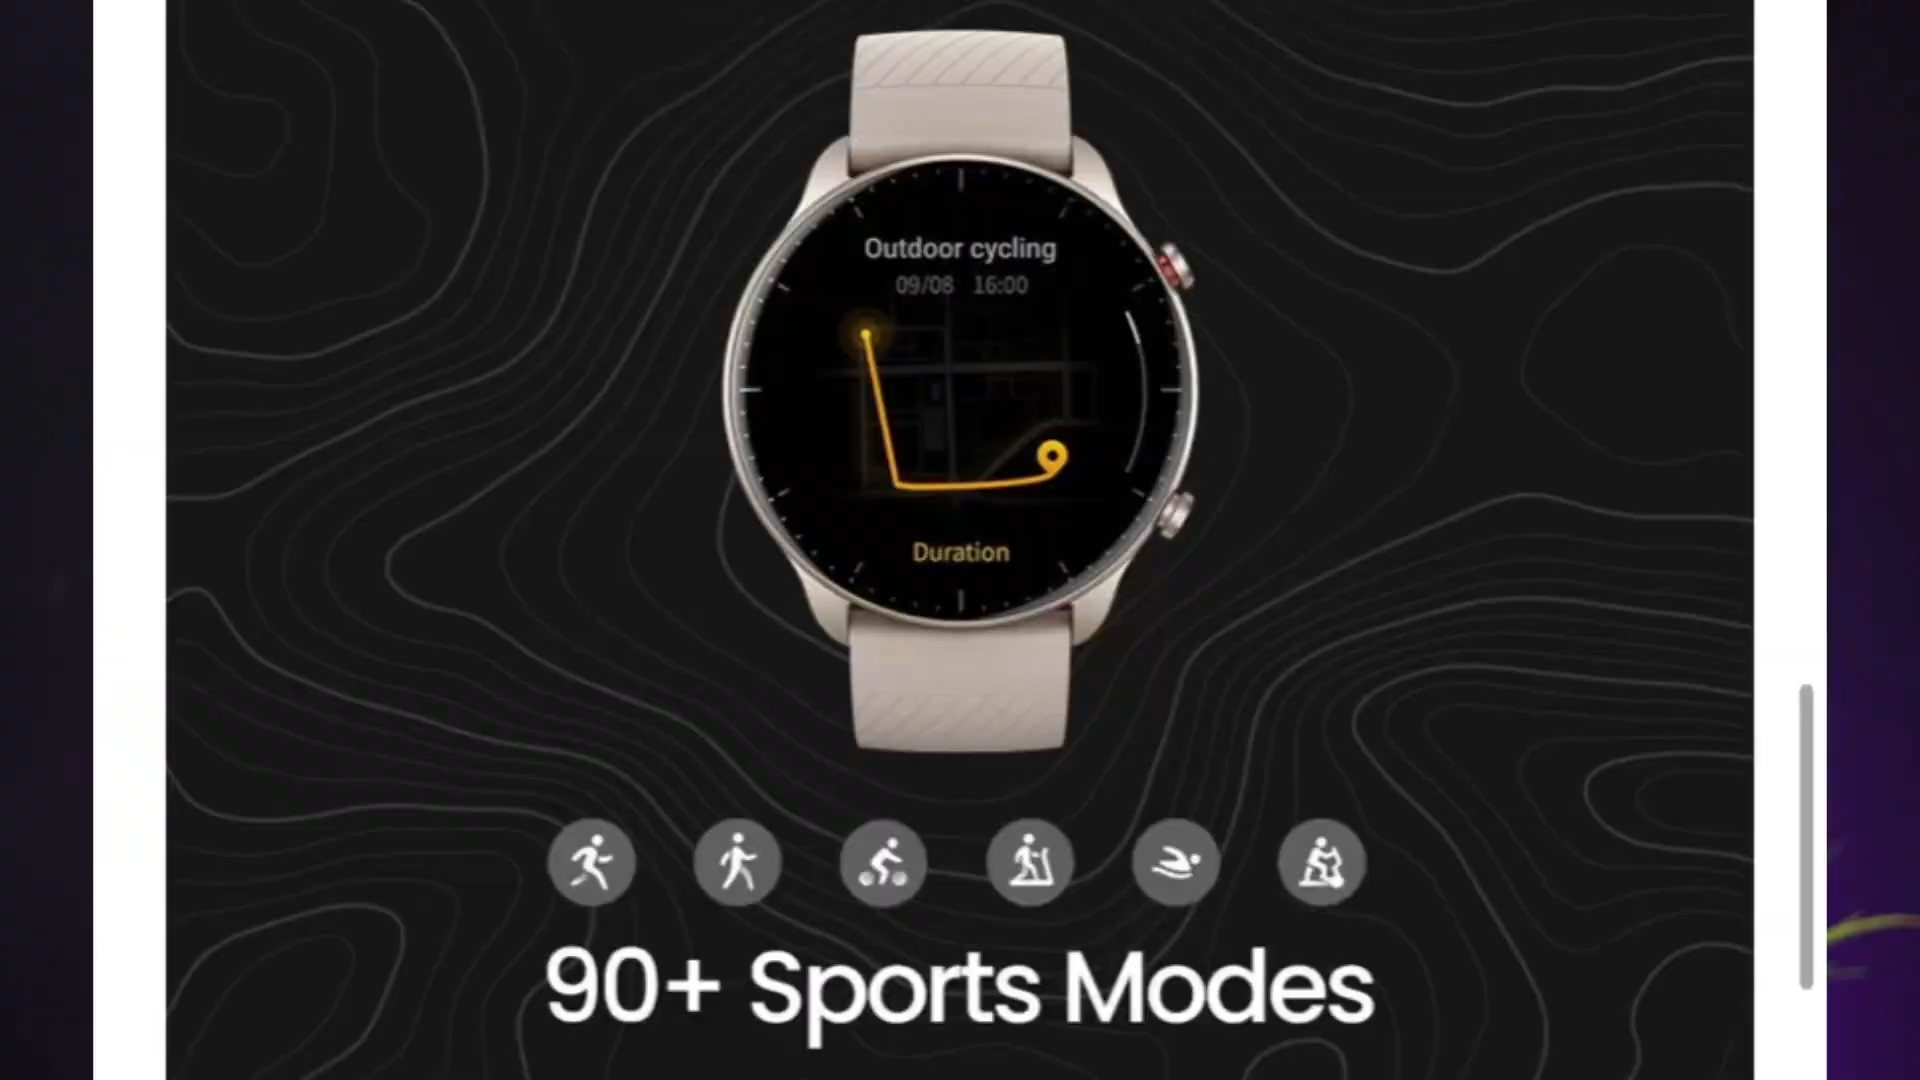 Outdoor cycling
09/08 16:00
Duration
90+ Sports Modes